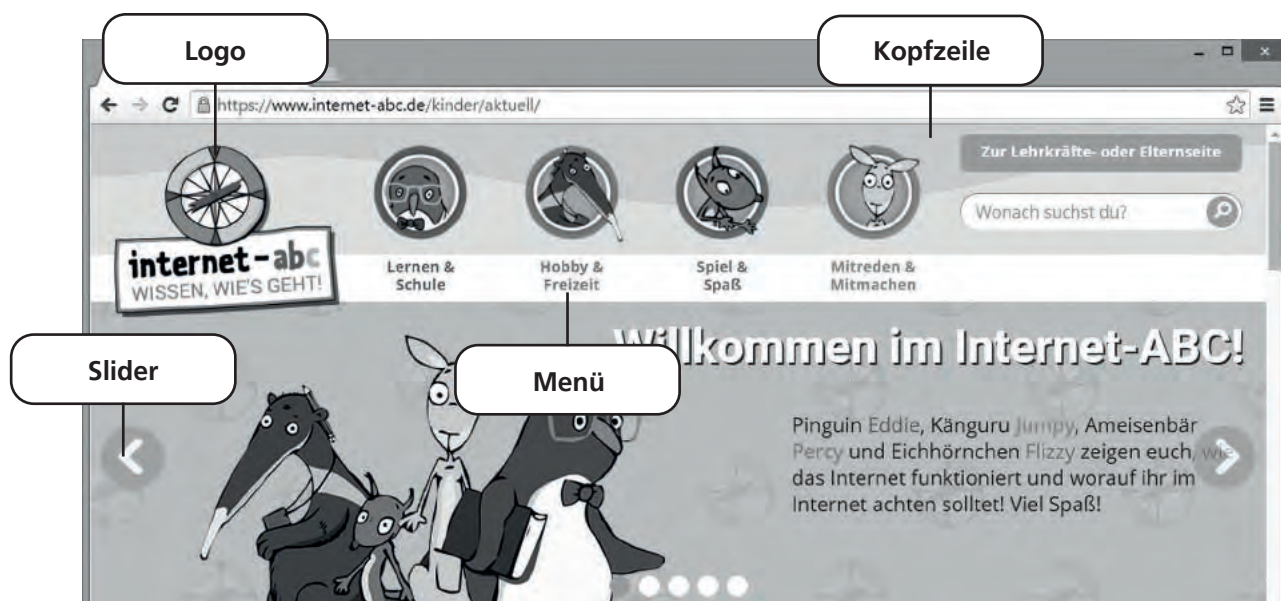 Logo
Kopfzeile
https://www.internet-abc.de/kinder/aktuell/
Zur Lehrkräfte- oder Elternseite
Wonach suchst du?
internet-abc
WISSEN, WIE'S GEHT!
Lernen &
Schule
Hobby &
Freizeit
Spiel &
Spaß
Mitreden &
Mitmachen
Slider
Menü
Willkommen im Internet-ABC!
Pinguin Eddie, Känguru Jumpy, Ameisenbär
Percy und Eichhörnchen Flizzy zeigen euch, wie
das Internet funktioniert und worauf ihr im
Internet achten solltet! Viel Spaß!